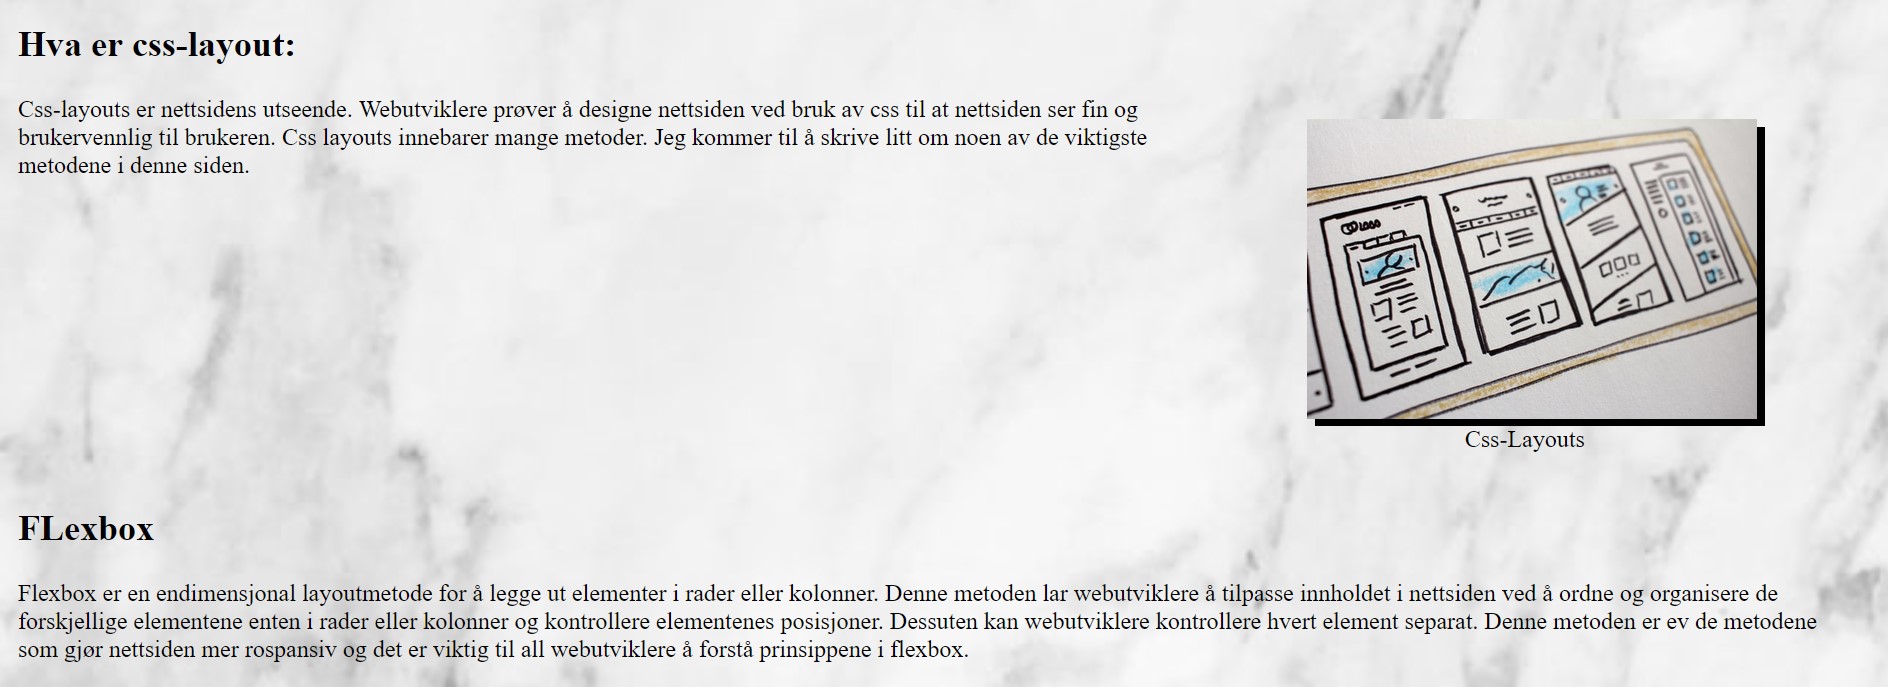 Hva er css-layout:
Css-layouts er nettsidens utseende. Webutviklere prøver å designe nettsiden ved bruk av css til at nettsiden ser fin og
brukervennlig til brukeren. Css layouts innebarer mange metoder. Jeg kommer til å skrive litt om noen av de viktigste
metodene i denne siden.
Css-Layouts
FLexbox
Flexbox er en endimensjonal layoutmetode for å legge ut elementer i rader eller kolonner. Denne metoden lar webutviklere å tilpasse innholdet i nettsiden ved å ordne og organisere de
forskjellige elementene enten i rader eller kolonner og kontrollere elementenes posisjoner. Dessuten kan webutviklere kontrollere hvert element separat. Denne metoden er ev de metodene
som gjør nettsiden mer rospansiv og det er viktig til all webutviklere å forstå prinsippene i flexbox.